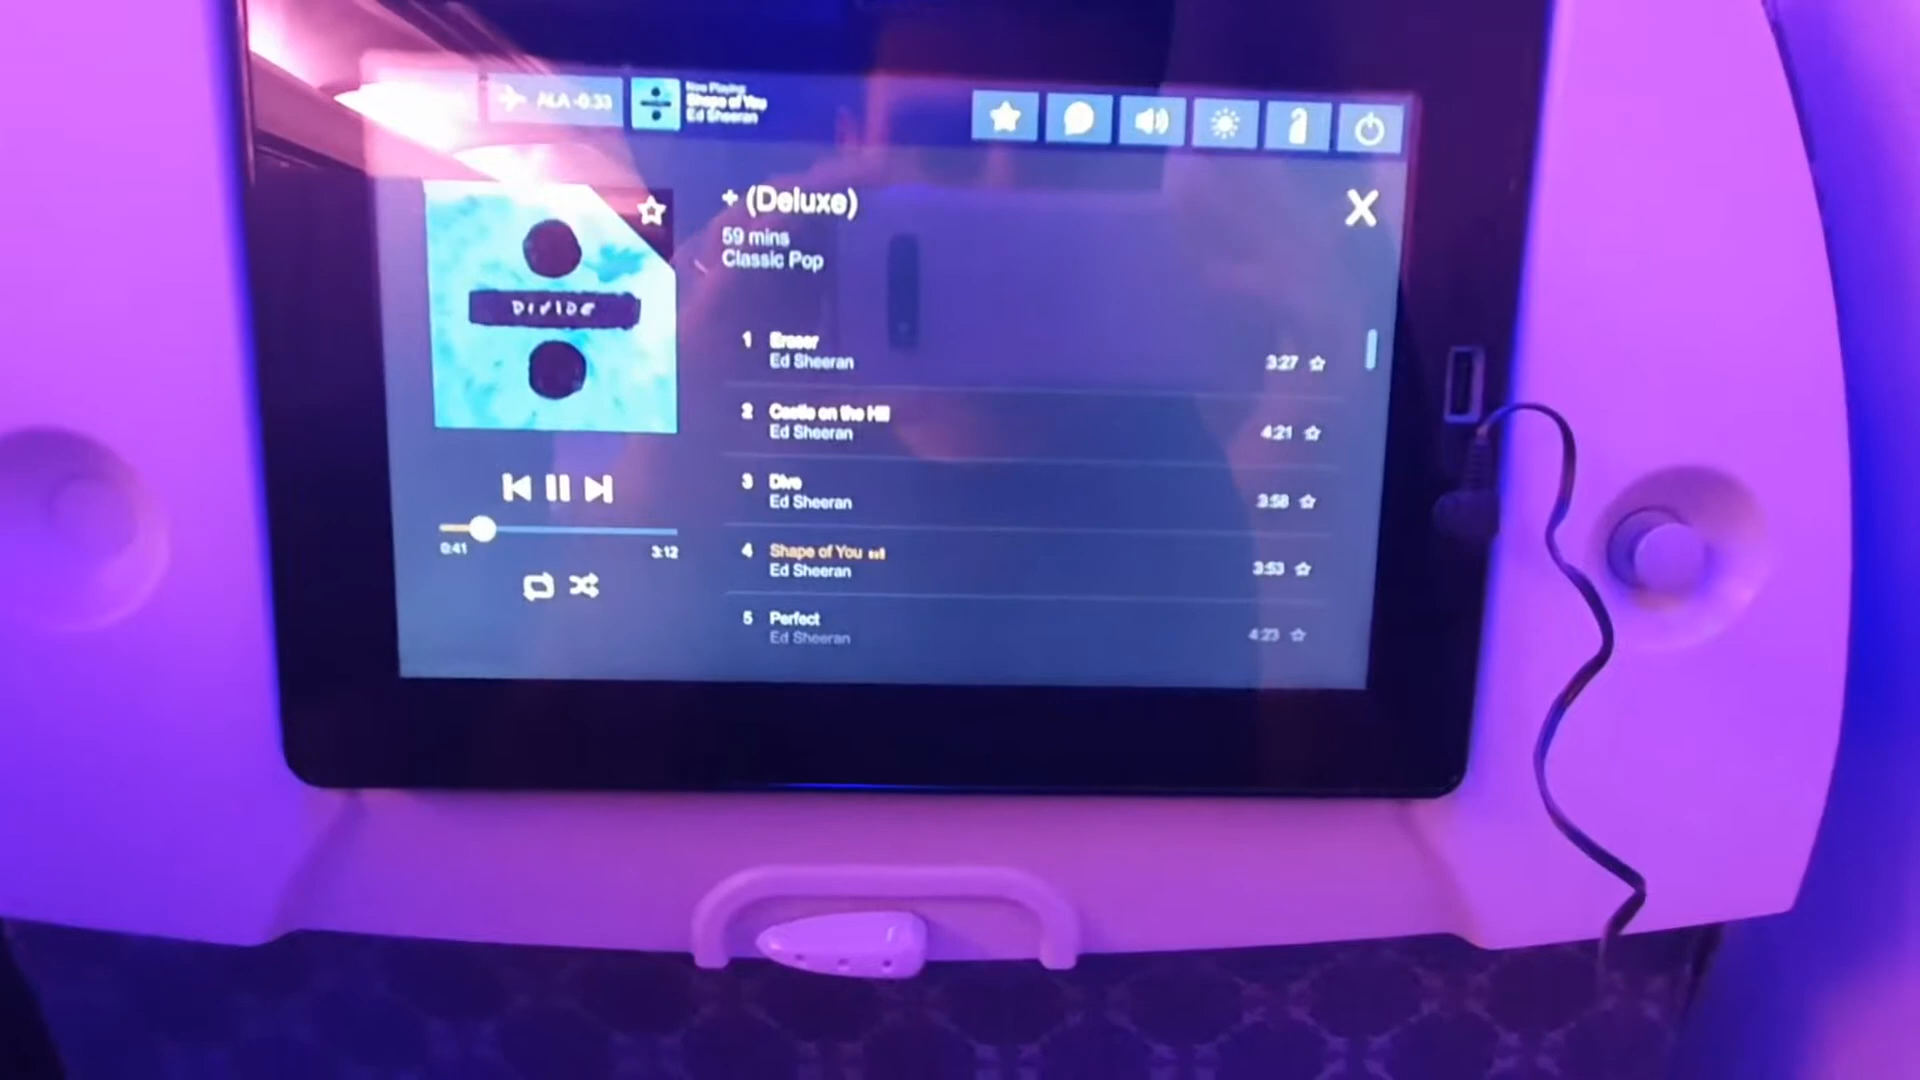 ALA -0:33
Now Playing:
Shape of You
Ed Sheeran
+ (Deluxe)
59 mins
Classic Pop
DIVIDE
1 Eraser
Ed Sheeran
3:27
2 Castle on the Hill
Ed Sheeran
4:21
3 Dive
Ed Sheeran
3:58
4 Shape of You
Ed Sheeran
3:53
5 Perfect
Ed Sheeran
4:23
0:41
3:12